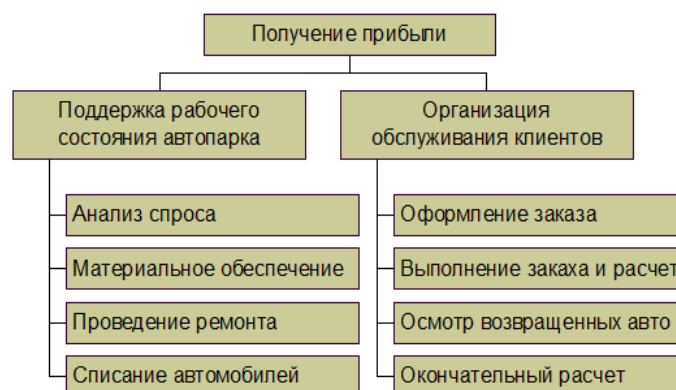 Получение прибыли
Поддержка рабочего
состояния автопарка
Организация
обслуживания клиентов
Анализ спроса
Материальное обеспечение
Проведение ремонта
Списание автомобилей
Оформление заказа
Выполнение закаха и расчет
Осмотр возвращенных авто
Окончательный расчет